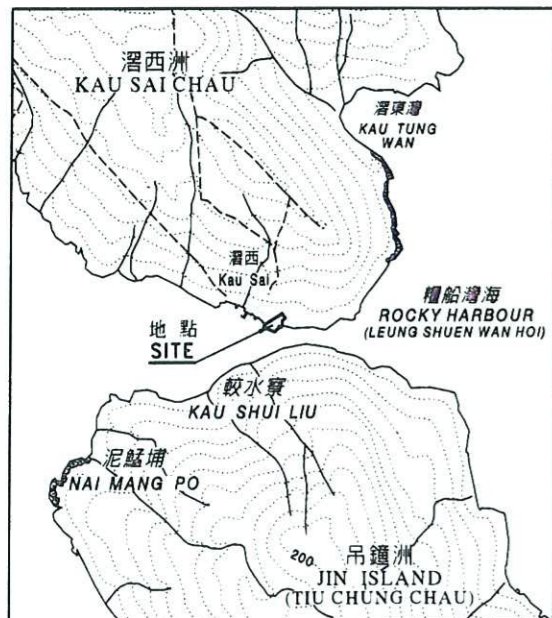 滘西洲
KAU SAI CHAU
滘東灣
KAU TUNG
WAN
滘西
Kau Sai
糧船灣海
ROCKY HARBOUR
(LEUNG SHUEN WAN HOI)
地點
SITE
較水寮
KAU SHUI LIU
泥鯭埔
NAI MANG PO
200
吊鐘洲
JIN ISLAND
(TIU CHUNG CHAU)